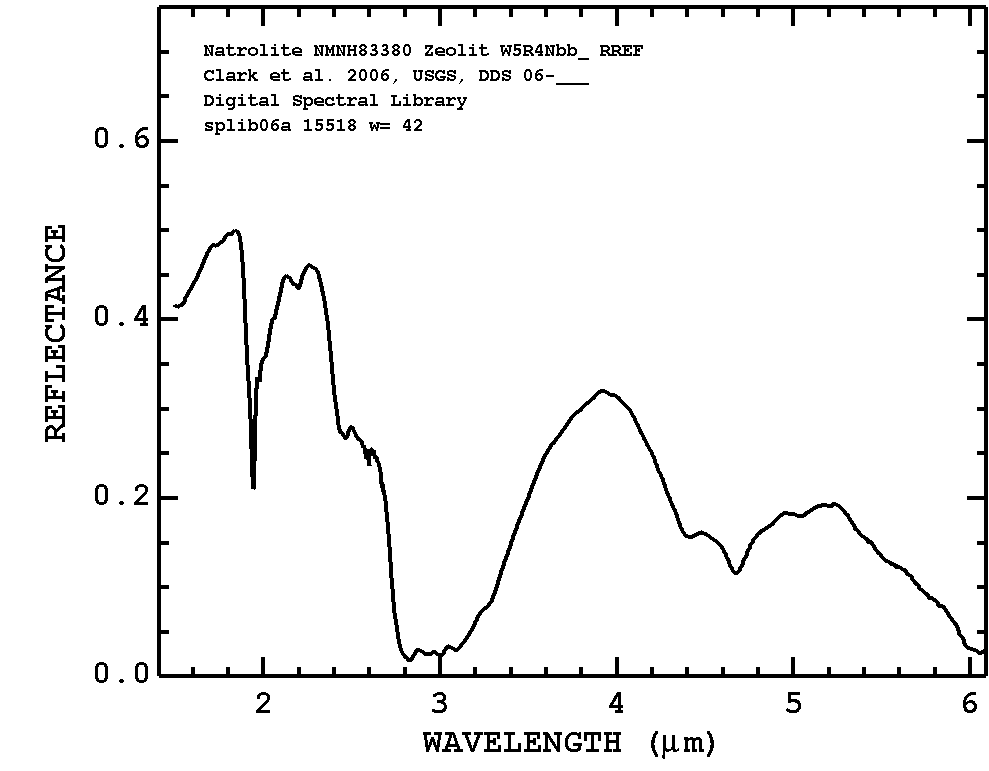 Natrolite NMNH83380 Zeolit W5R4Nbb_ RREF
Clark et al. 2006, USGS, DDS 06-___
Digital Spectral Library
splib06a 15518 w= 42
REFLECTANCE
0.6
0.4
0.2
0.0
2 3 4 5 6
WAVELENGTH (μm)